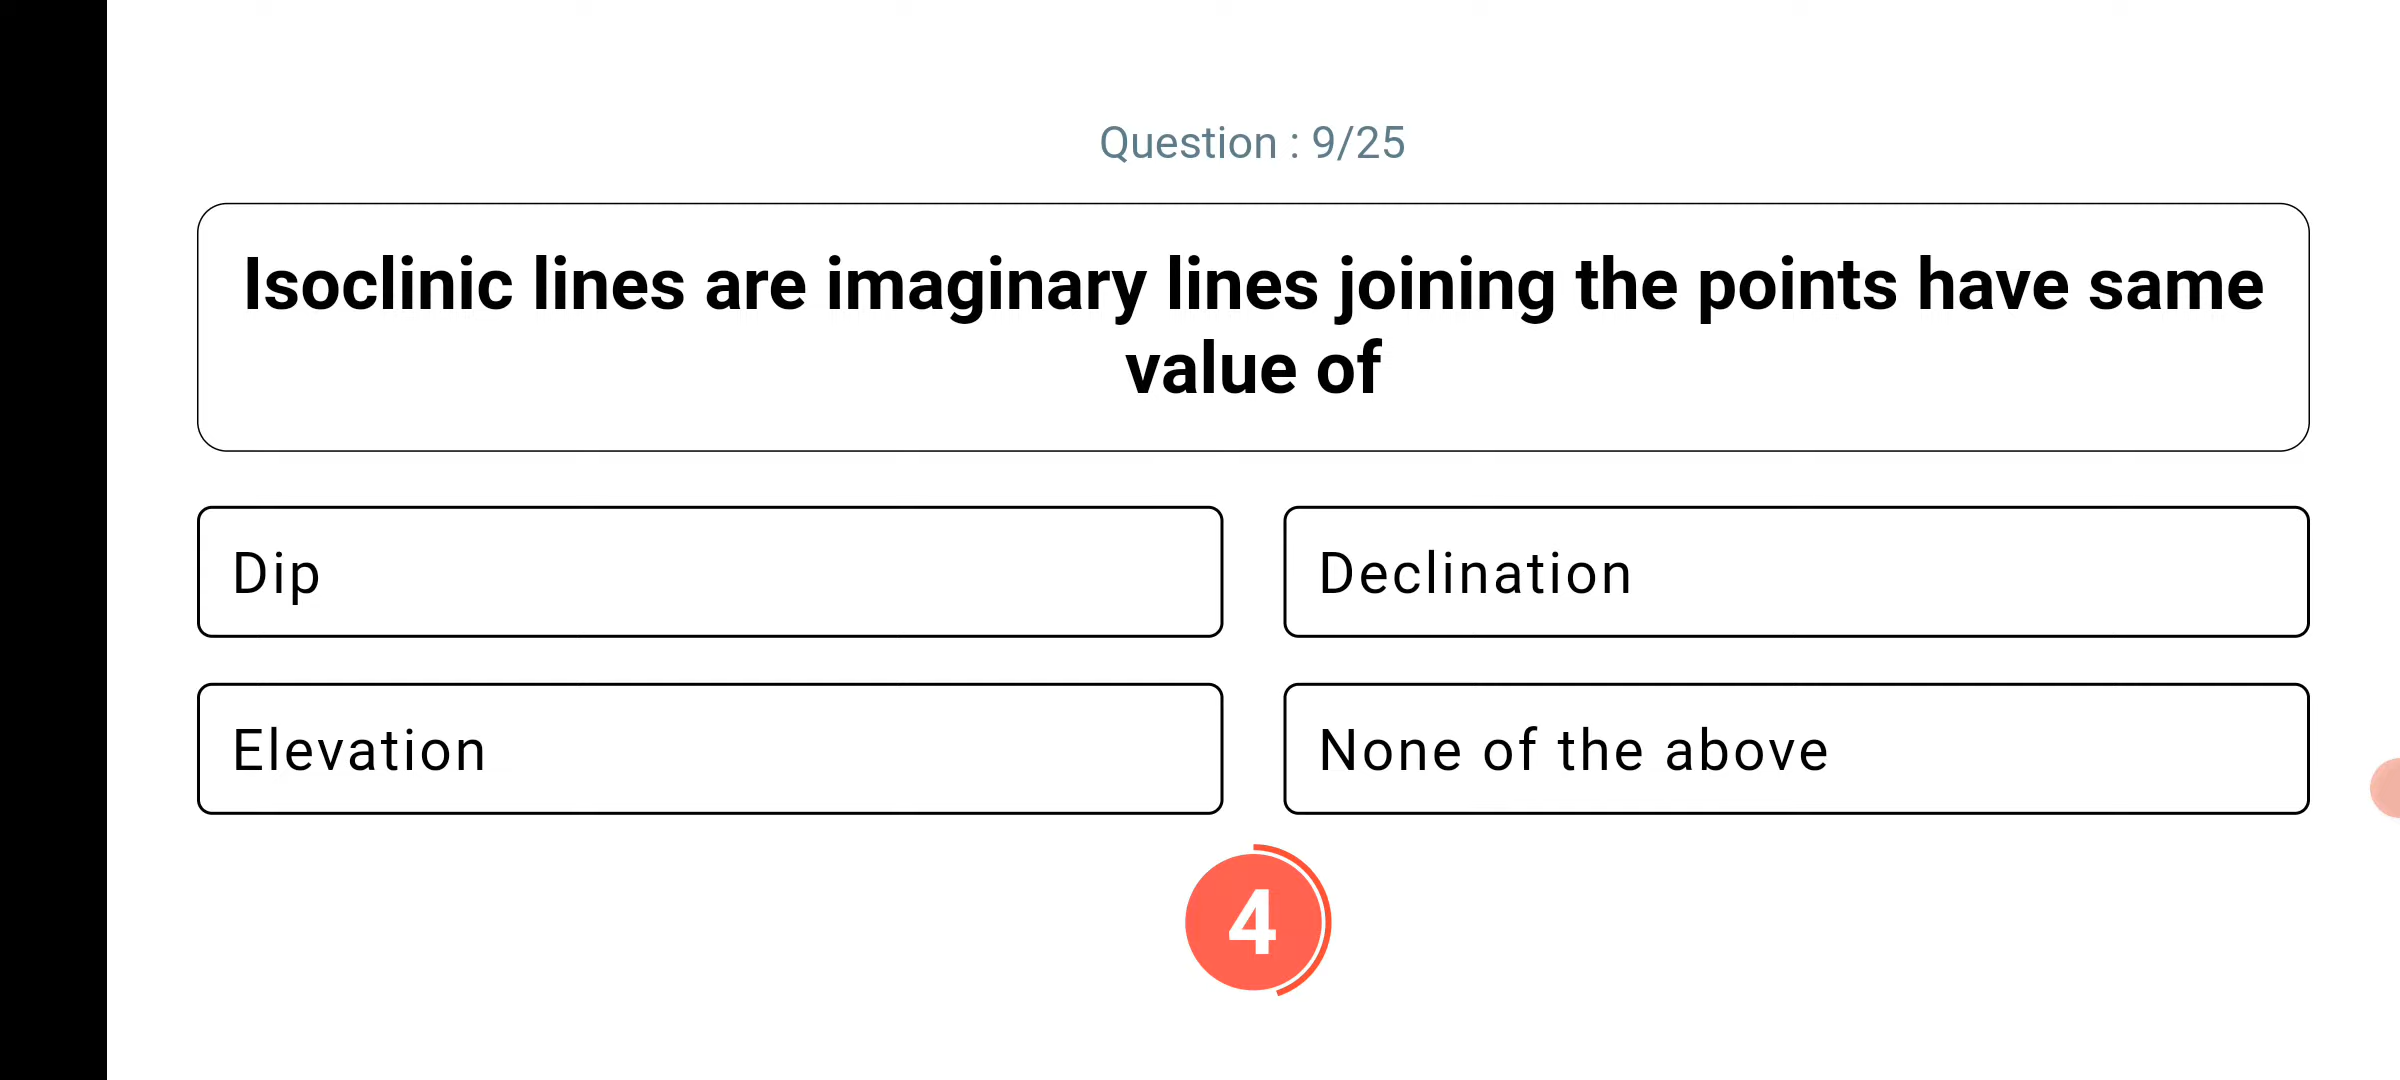 Question : 9/25
Isoclinic lines are imaginary lines joining the points have same
value of
Dip
Declination
Elevation
None of the above
4